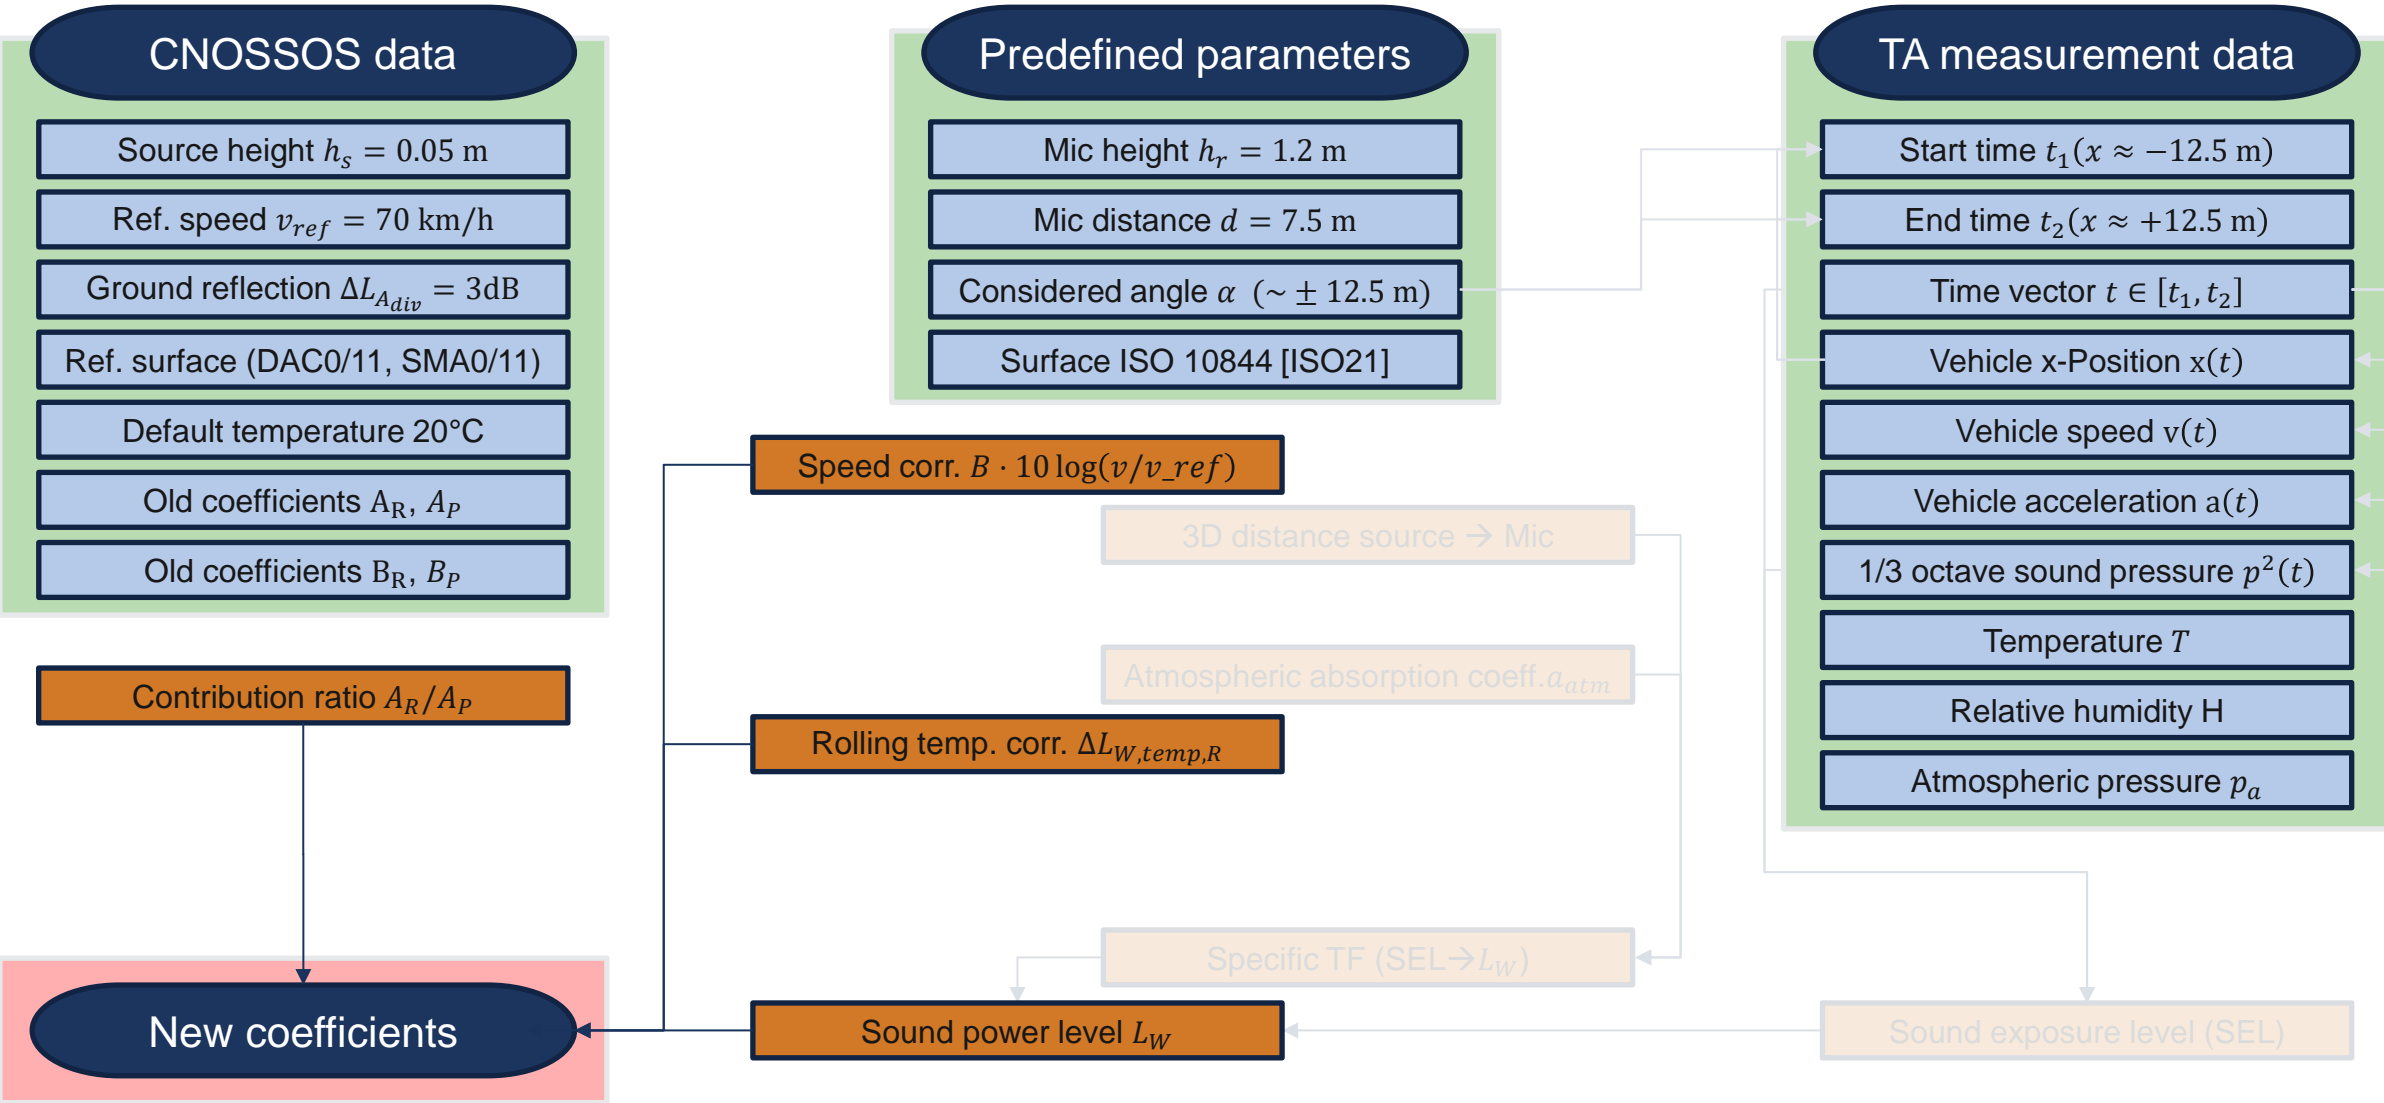 CNOSSOS data
Source height h_s = 0.05 m
Ref. speed v_ref = 70 km/h
Ground reflection ΔL_A_div = 3dB
Ref. surface (DAC0/11, SMA0/11)
Default temperature 20°C
Old coefficients A_R, A_P
Old coefficients B_R, B_P
Contribution ratio A_R/A_P
New coefficients
Predefined parameters
Mic height h_r = 1.2 m
Mic distance d = 7.5 m
Considered angle α (~ ± 12.5 m)
Surface ISO 10844 [ISO21]
Speed corr. B · 10 log(v/v_ref)
3D distance source → Mic
Atmospheric absorption coeff.a_atm
Rolling temp. corr. ΔL_W,temp,R
Specific TF (SEL→L_W)
Sound power level L_W
TA measurement data
Start time t₁(x ≈ −12.5 m)
End time t₂(x ≈ +12.5 m)
Time vector t ∈ [t₁, t₂]
Vehicle x-Position x(t)
Vehicle speed v(t)
Vehicle acceleration a(t)
1/3 octave sound pressure p²(t)
Temperature T
Relative humidity H
Atmospheric pressure p_a
Sound exposure level (SEL)